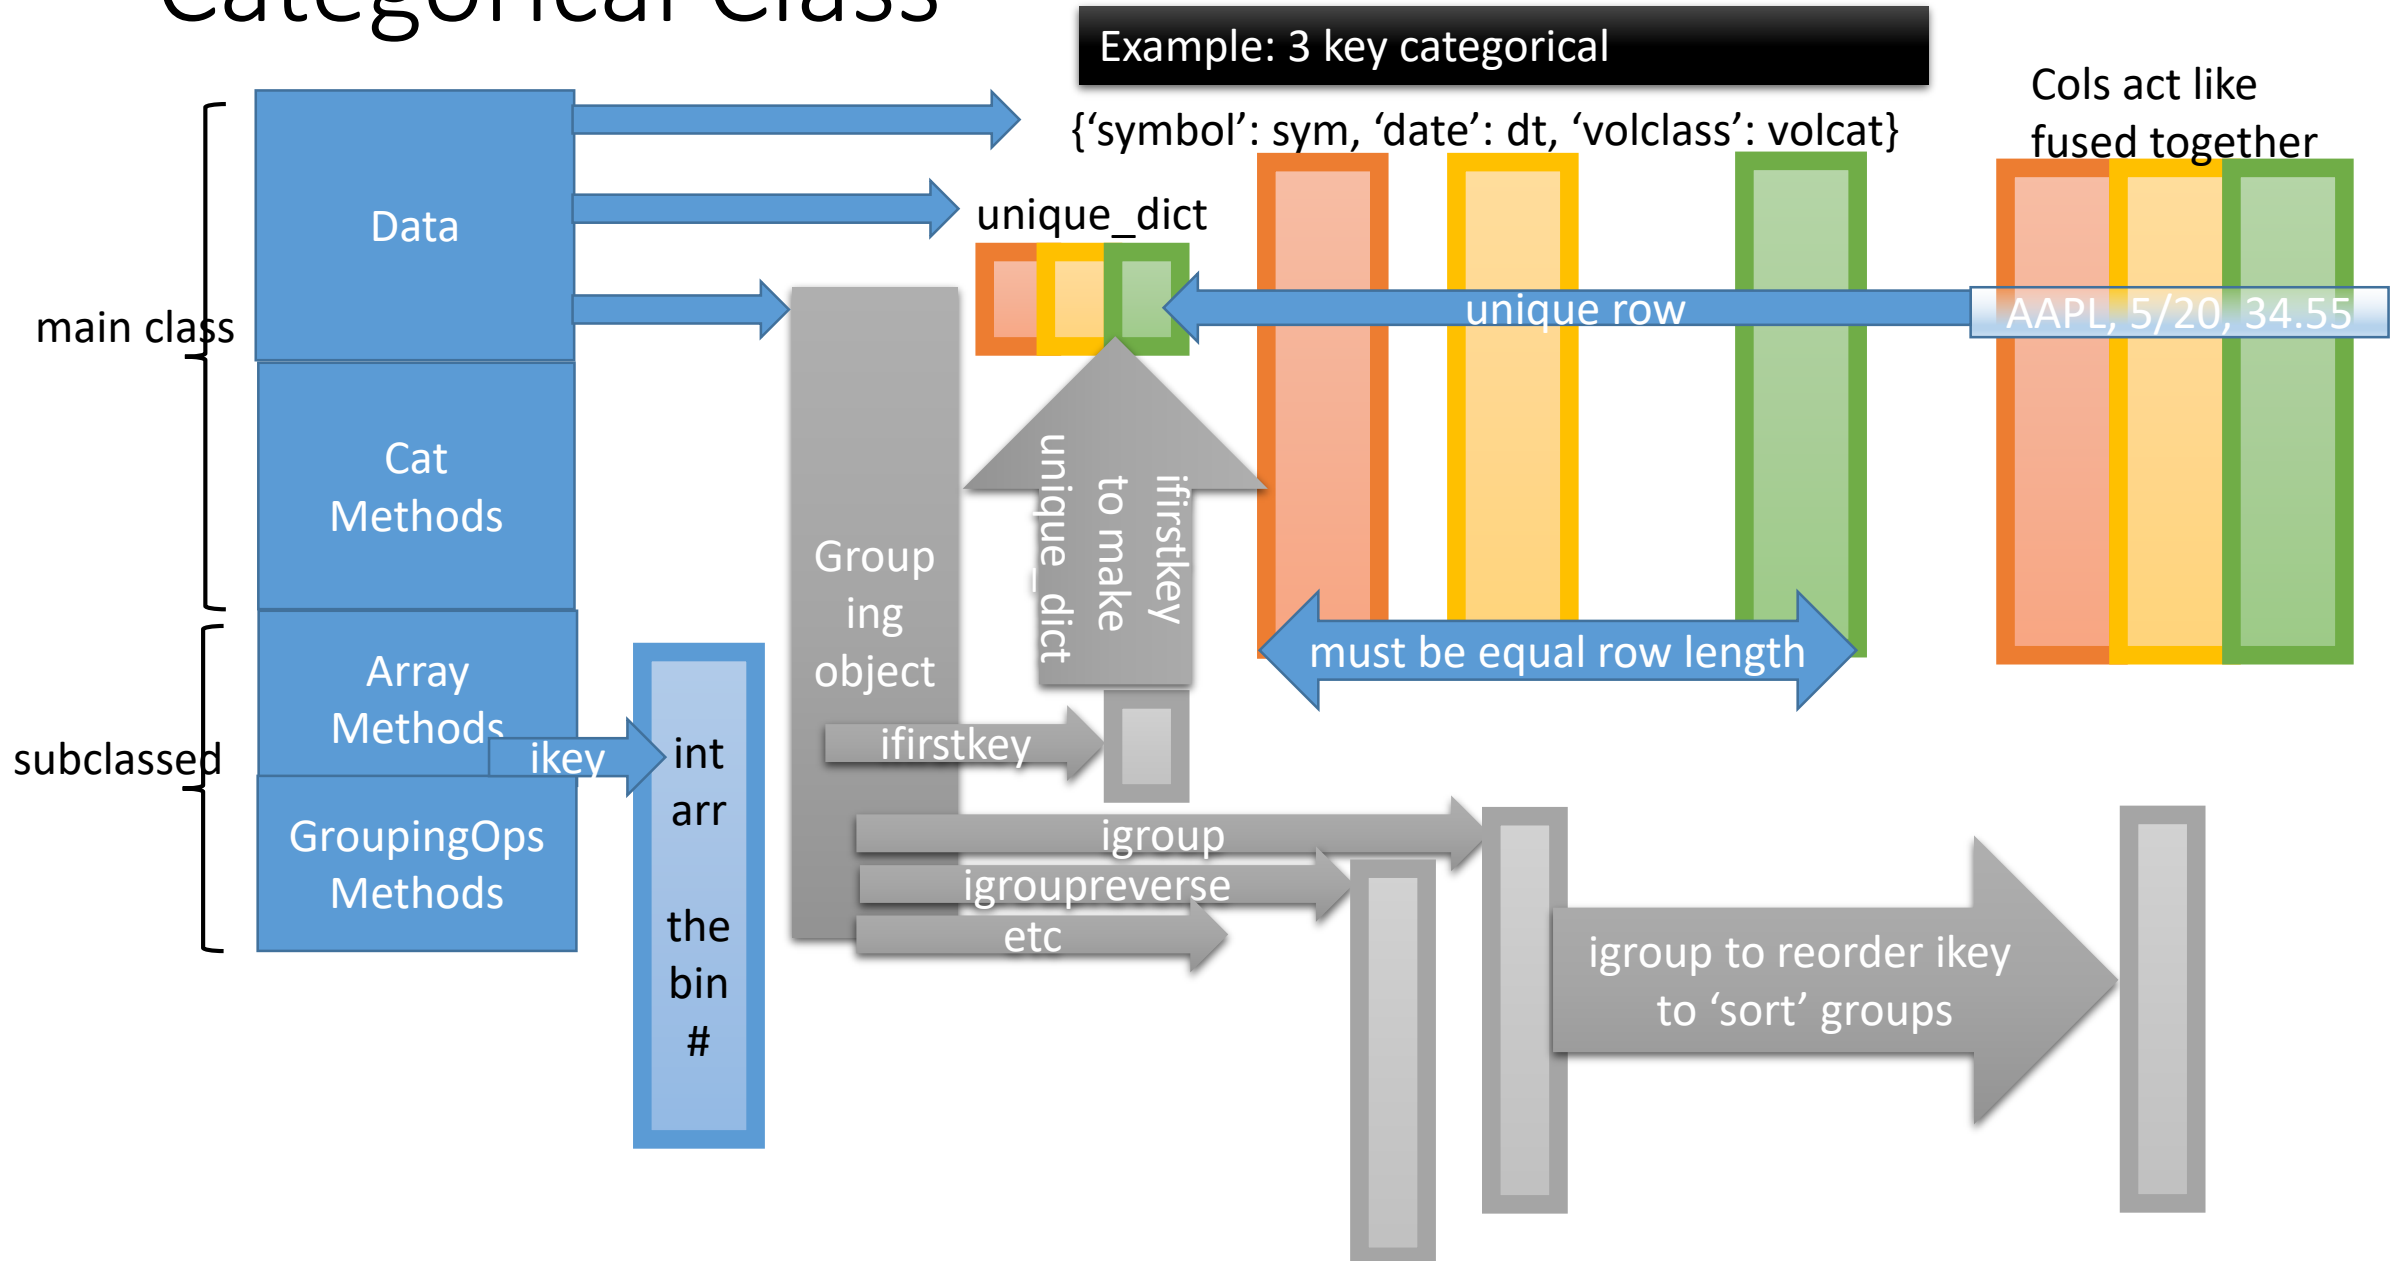 Categorical Class
Example: 3 key categorical
Cols act like
fused together
{‘symbol’: sym, ‘date’: dt, ‘volclass’: volcat}
Data
unique_dict
main class
unique row
AAPL, 5/20, 34.55
Cat
Methods
Group
ing
object
ifirstkey
to make
unique_dict
must be equal row length
Array
Methods
subclassed
ikey
int
arr
the
bin
#
ifirstkey
GroupingOps
Methods
igroup
igroupreverse
etc
igroup to reorder ikey
to ‘sort’ groups